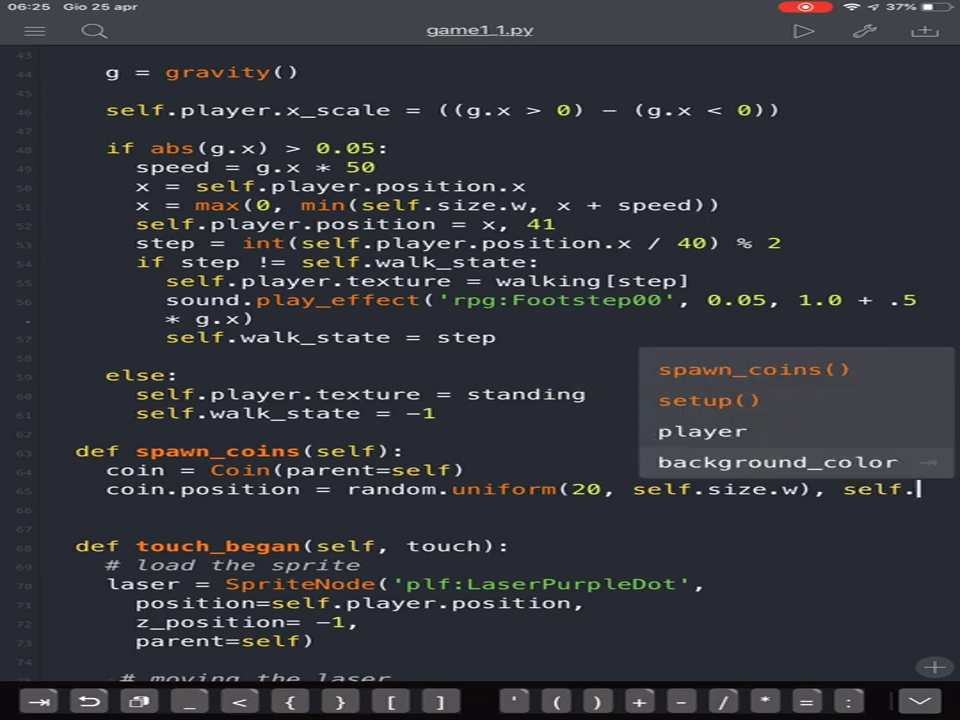 06:25 Gio 25 apr 37%
game1_1.py
43
44 g = gravity()
45
46 self.player.x_scale = ((g.x > 0) - (g.x < 0))
47
48 if abs(g.x) > 0.05:
49 speed = g.x * 50
50 x = self.player.position.x
51 x = max(0, min(self.size.w, x + speed))
52 self.player.position = x, 41
53 step = int(self.player.position.x / 40) % 2
54 if step != self.walk_state:
55 self.player.texture = walking[step]
56 sound.play_effect('rpg:Footstep00', 0.05, 1.0 + .5
* g.x)
57 self.walk_state = step
58
59 else:
60 self.player.texture = standing
61 self.walk_state = -1
62
63 def spawn_coins(self):
64 coin = Coin(parent=self)
65 coin.position = random.uniform(20, self.size.w), self.
66
67
68 def touch_began(self, touch):
69 # load the sprite
70 laser = SpriteNode('plf:LaserPurpleDot',
71 position=self.player.position,
72 z_position= -1,
73 parent=self)
74
# moving the laser
spawn_coins()
setup()
player
background_color
_ < { } [ ] ' ( ) + - / * = :